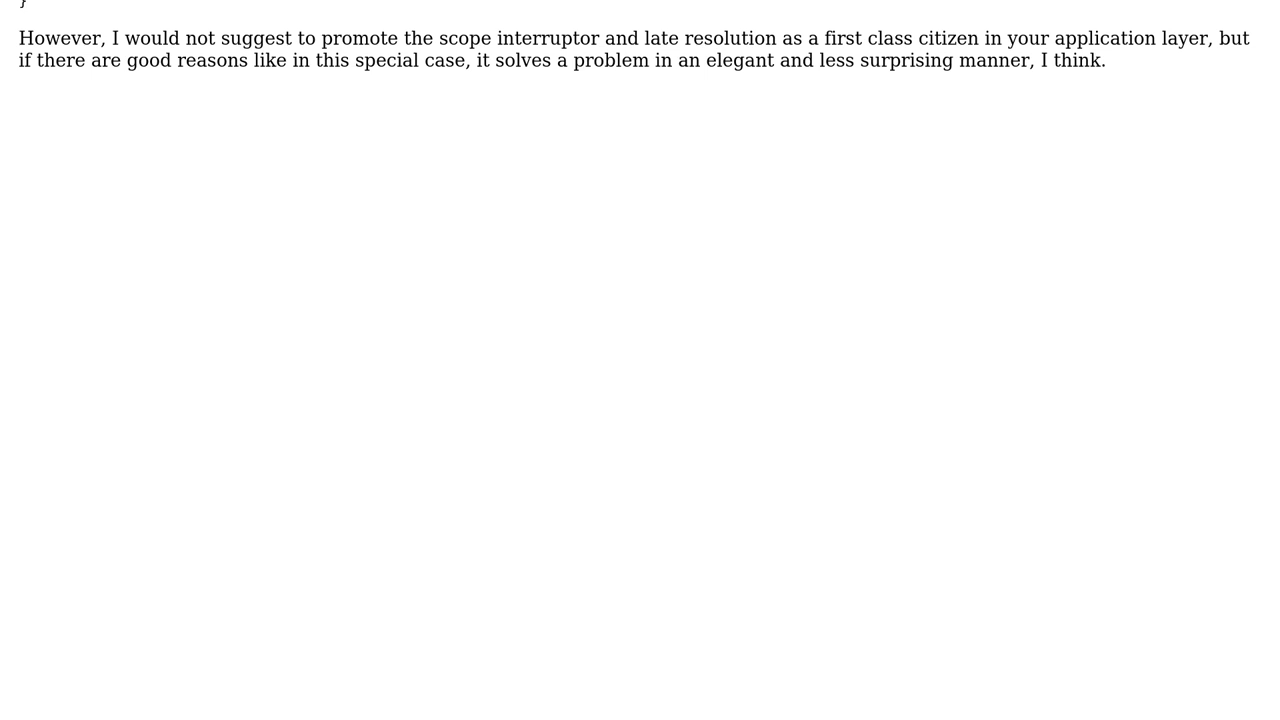 }
However, I would not suggest to promote the scope interruptor and late resolution as a first class citizen in your application layer, but
if there are good reasons like in this special case, it solves a problem in an elegant and less surprising manner, I think.